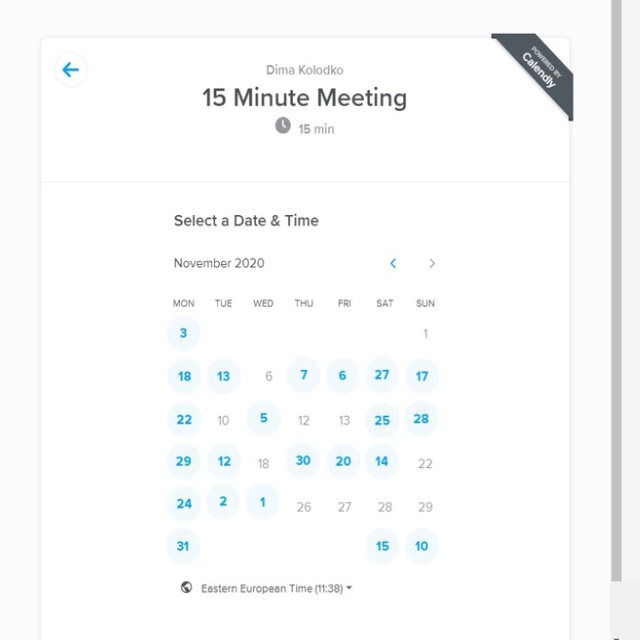 POWERED BY
Calendly
Dima Kolodko
15 Minute Meeting
15 min
Select a Date & Time
November 2020
MON TUE WED THU FRI SAT SUN
3 1
18 13 6 7 6 27 17
22 10 5 12 13 25 28
29 12 18 30 20 14 22
24 2 1 26 27 28 29
31 15 10
Eastern European Time (11:38)